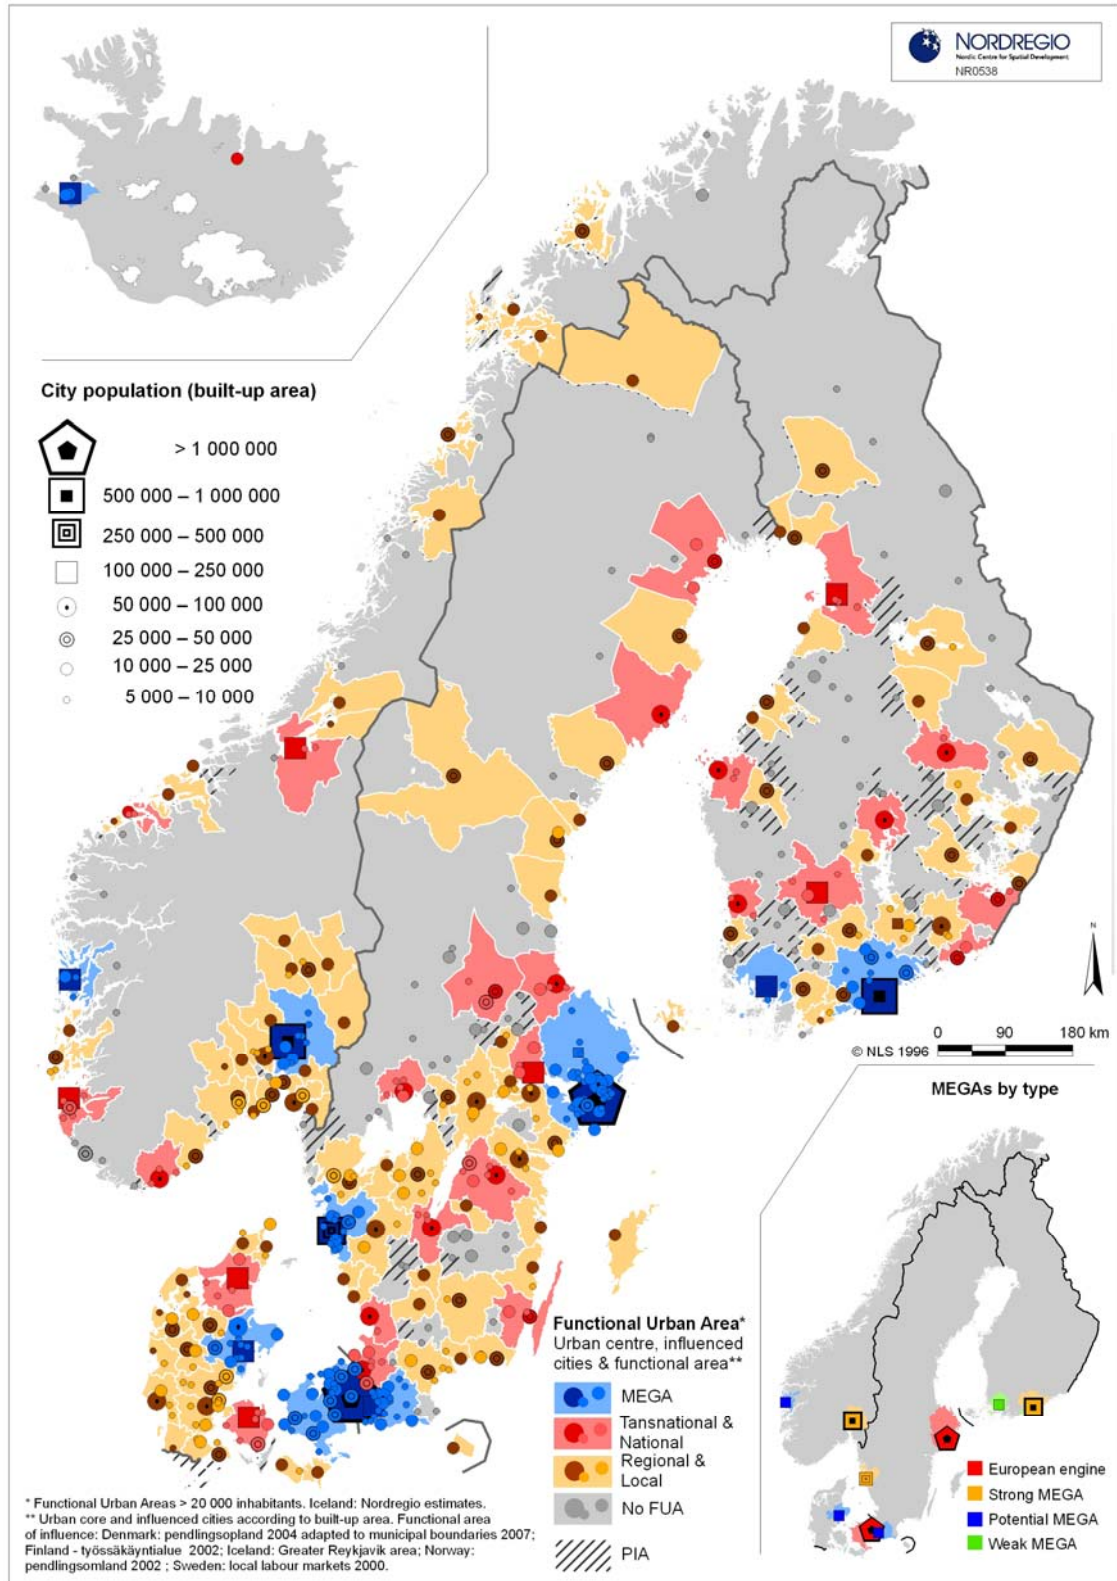 NORDREGIO
Nordic Centre for Spatial Development
NR0538
City population (built-up area)
> 1 000 000
500 000 – 1 000 000
250 000 – 500 000
100 000 – 250 000
50 000 – 100 000
25 000 – 50 000
10 000 – 25 000
5 000 – 10 000
N
0 90 180 km
© NLS 1996
MEGAs by type
European engine
Strong MEGA
Potential MEGA
Weak MEGA
Functional Urban Area*
Urban centre, influenced
cities & functional area**
MEGA
Tansnational &
National
Regional &
Local
No FUA
PIA
* Functional Urban Areas > 20 000 inhabitants. Iceland: Nordregio estimates.
** Urban core and influenced cities according to built-up area. Functional area
of influence: Denmark: pendlingsopland 2004 adapted to municipal boundaries 2007;
Finland - työssäkäyntialue 2002; Iceland: Greater Reykjavik area; Norway:
pendlingsomland 2002 ; Sweden: local labour markets 2000.